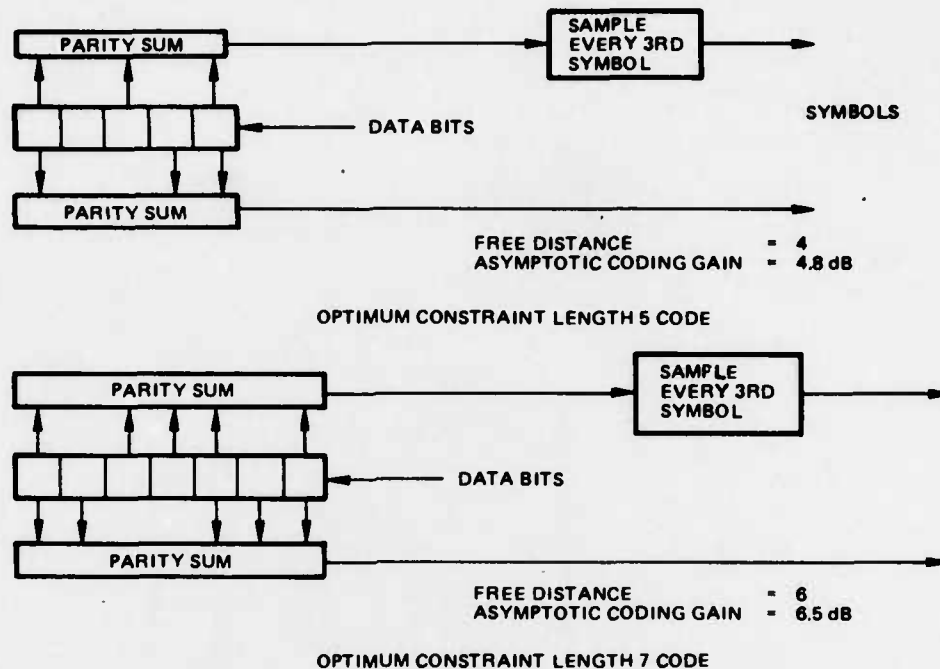 PARITY SUM
SAMPLE
EVERY 3RD
SYMBOL
DATA BITS
SYMBOLS
PARITY SUM
FREE DISTANCE = 4
ASYMPTOTIC CODING GAIN = 4.8 dB
OPTIMUM CONSTRAINT LENGTH 5 CODE
PARITY SUM
SAMPLE
EVERY 3RD
SYMBOL
DATA BITS
PARITY SUM
FREE DISTANCE = 6
ASYMPTOTIC CODING GAIN = 6.5 dB
OPTIMUM CONSTRAINT LENGTH 7 CODE